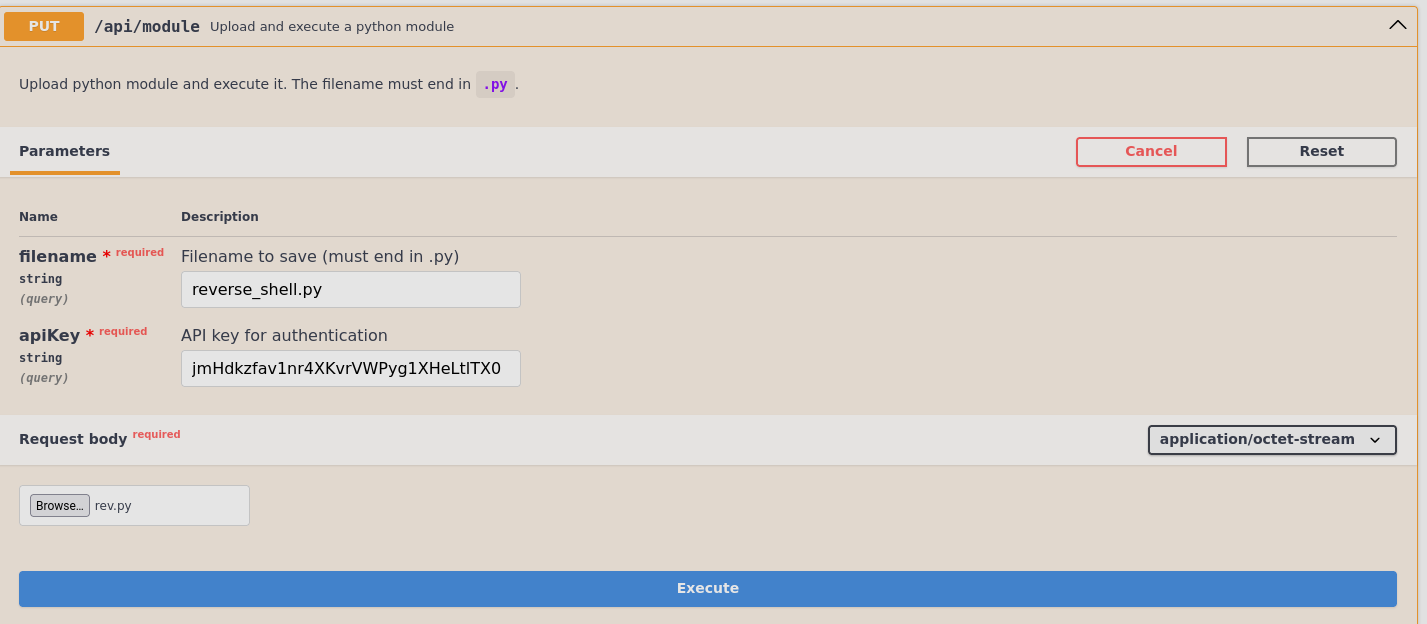 PUT /api/module Upload and execute a python module
Upload python module and execute it. The filename must end in .py.
Parameters Cancel Reset
Name Description
filename * required Filename to save (must end in .py)
string
(query)
reverse_shell.py
apiKey * required API key for authentication
string
(query)
jmHdkzfav1nr4XKvrVWPyg1XHeLtlTX0
Request body required application/octet-stream
Browse... rev.py
Execute